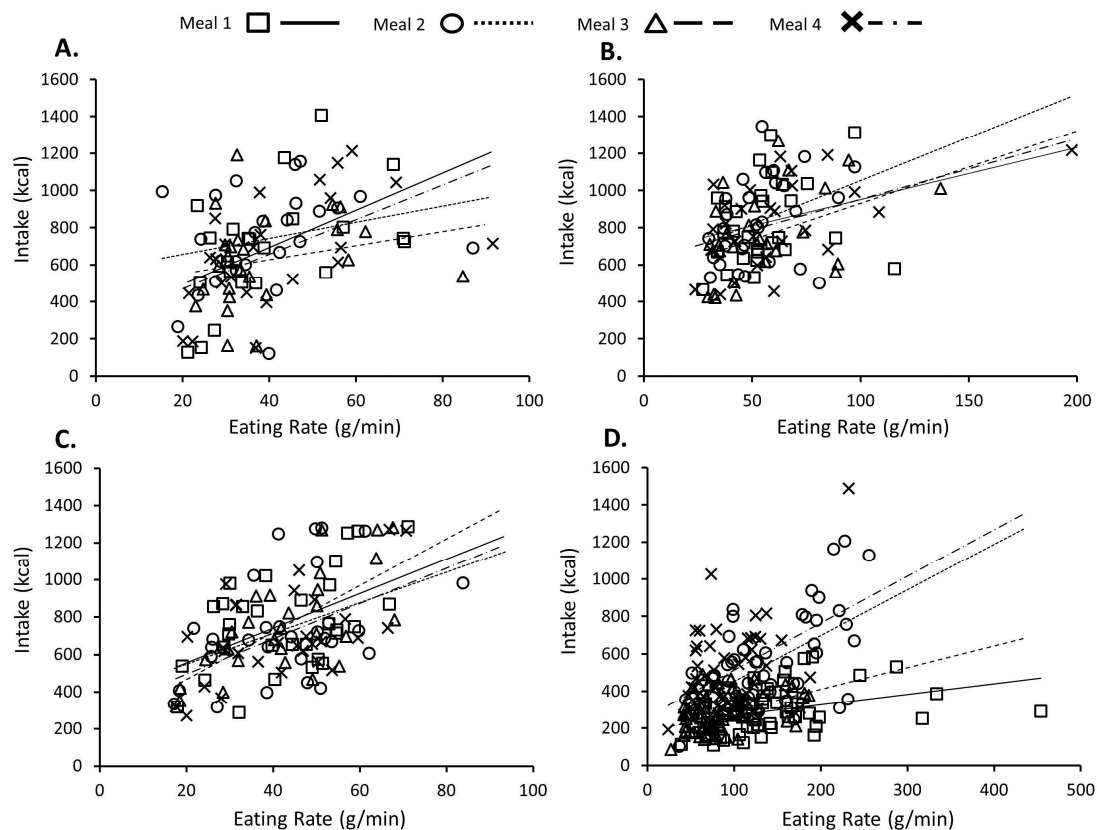 Meal 1 Meal 2 Meal 3 Meal 4
A.
1600
1400
1200
1000
800
600
400
200
0
Intake (kcal)
0 20 40 60 80 100
Eating Rate (g/min)
B.
1600
1400
1200
1000
800
600
400
200
0
Intake (kcal)
0 50 100 150 200
Eating Rate (g/min)
C.
1600
1400
1200
1000
800
600
400
200
0
Intake (kcal)
0 20 40 60 80 100
Eating Rate (g/min)
D.
1600
1400
1200
1000
800
600
400
200
0
Intake (kcal)
0 100 200 300 400 500
Eating Rate (g/min)